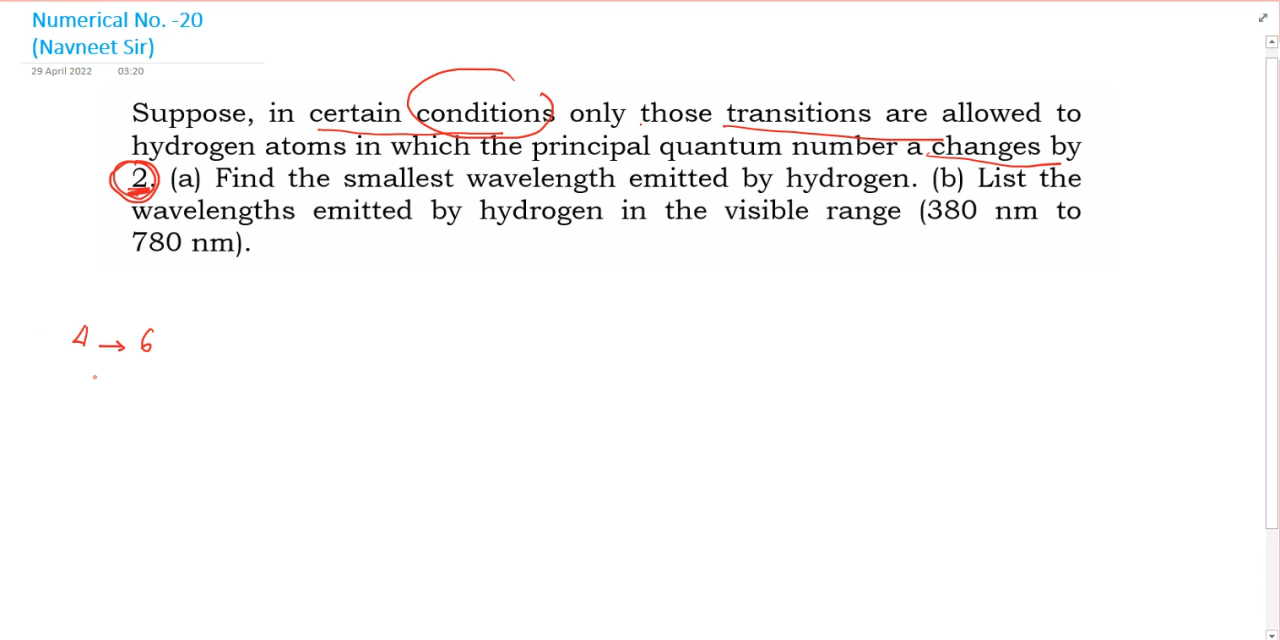 Numerical No. -20
(Navneet Sir)
29 April 2022 03:20
Suppose, in certain conditions only those transitions are allowed to
hydrogen atoms in which the principal quantum number a changes by
2. (a) Find the smallest wavelength emitted by hydrogen. (b) List the
wavelengths emitted by hydrogen in the visible range (380 nm to
780 nm).
4 → 6